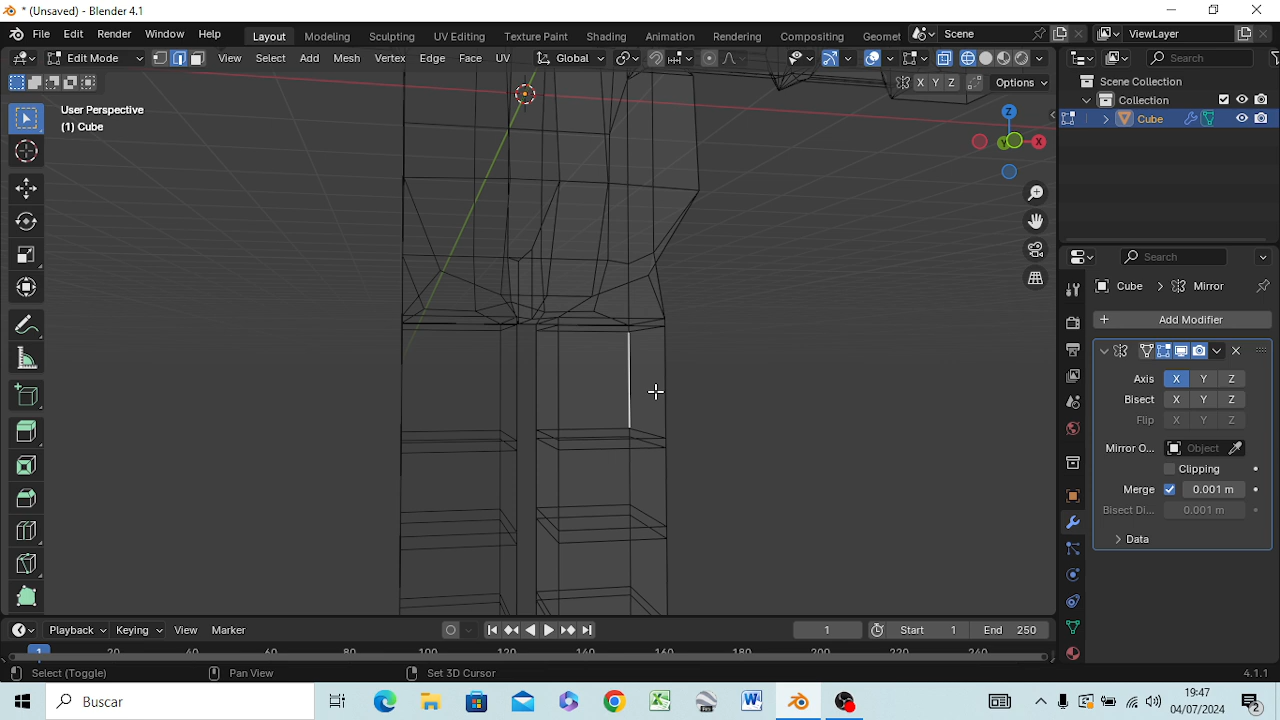 * (Unsaved) - Blender 4.1
File Edit Render Window Help Layout Modeling Sculpting UV Editing Texture Paint Shading Animation Rendering Compositing Geomet Scene ViewLayer
Edit Mode View Select Add Mesh Vertex Edge Face UV Global Search
X Y Z Options
User Perspective
(1) Cube
Scene Collection
Collection
Cube
Z
Y X
Search
Cube Mirror
Add Modifier
Axis X Y Z
Bisect X Y Z
Flip X Y Z
Mirror O... Object
Clipping
Merge 0.001 m
Bisect Di... 0.001 m
Data
Playback Keying View Marker 1 Start 1 End 250
1 20 40 60 80 100 120 140 160 180 200 220 240
Select (Toggle) Pan View Set 3D Cursor 4.1.1
Buscar
19:47
04/07/2024
2